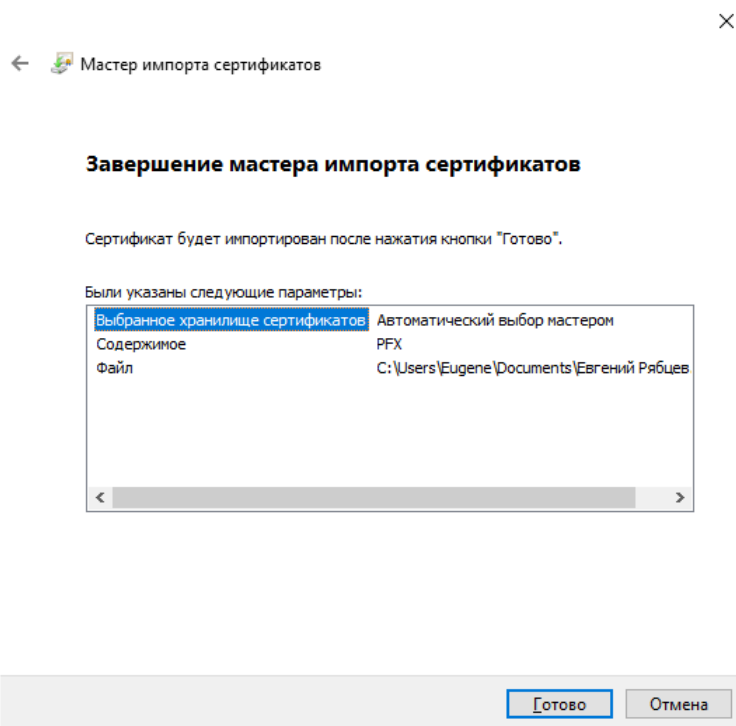 Мастер импорта сертификатов
Завершение мастера импорта сертификатов
Сертификат будет импортирован после нажатия кнопки "Готово".
Были указаны следующие параметры:
Выбранное хранилище сертификатов Автоматический выбор мастером
Содержимое PFX
Файл C:\Users\Eugene\Documents\Евгений Рябцев
Готово Отмена